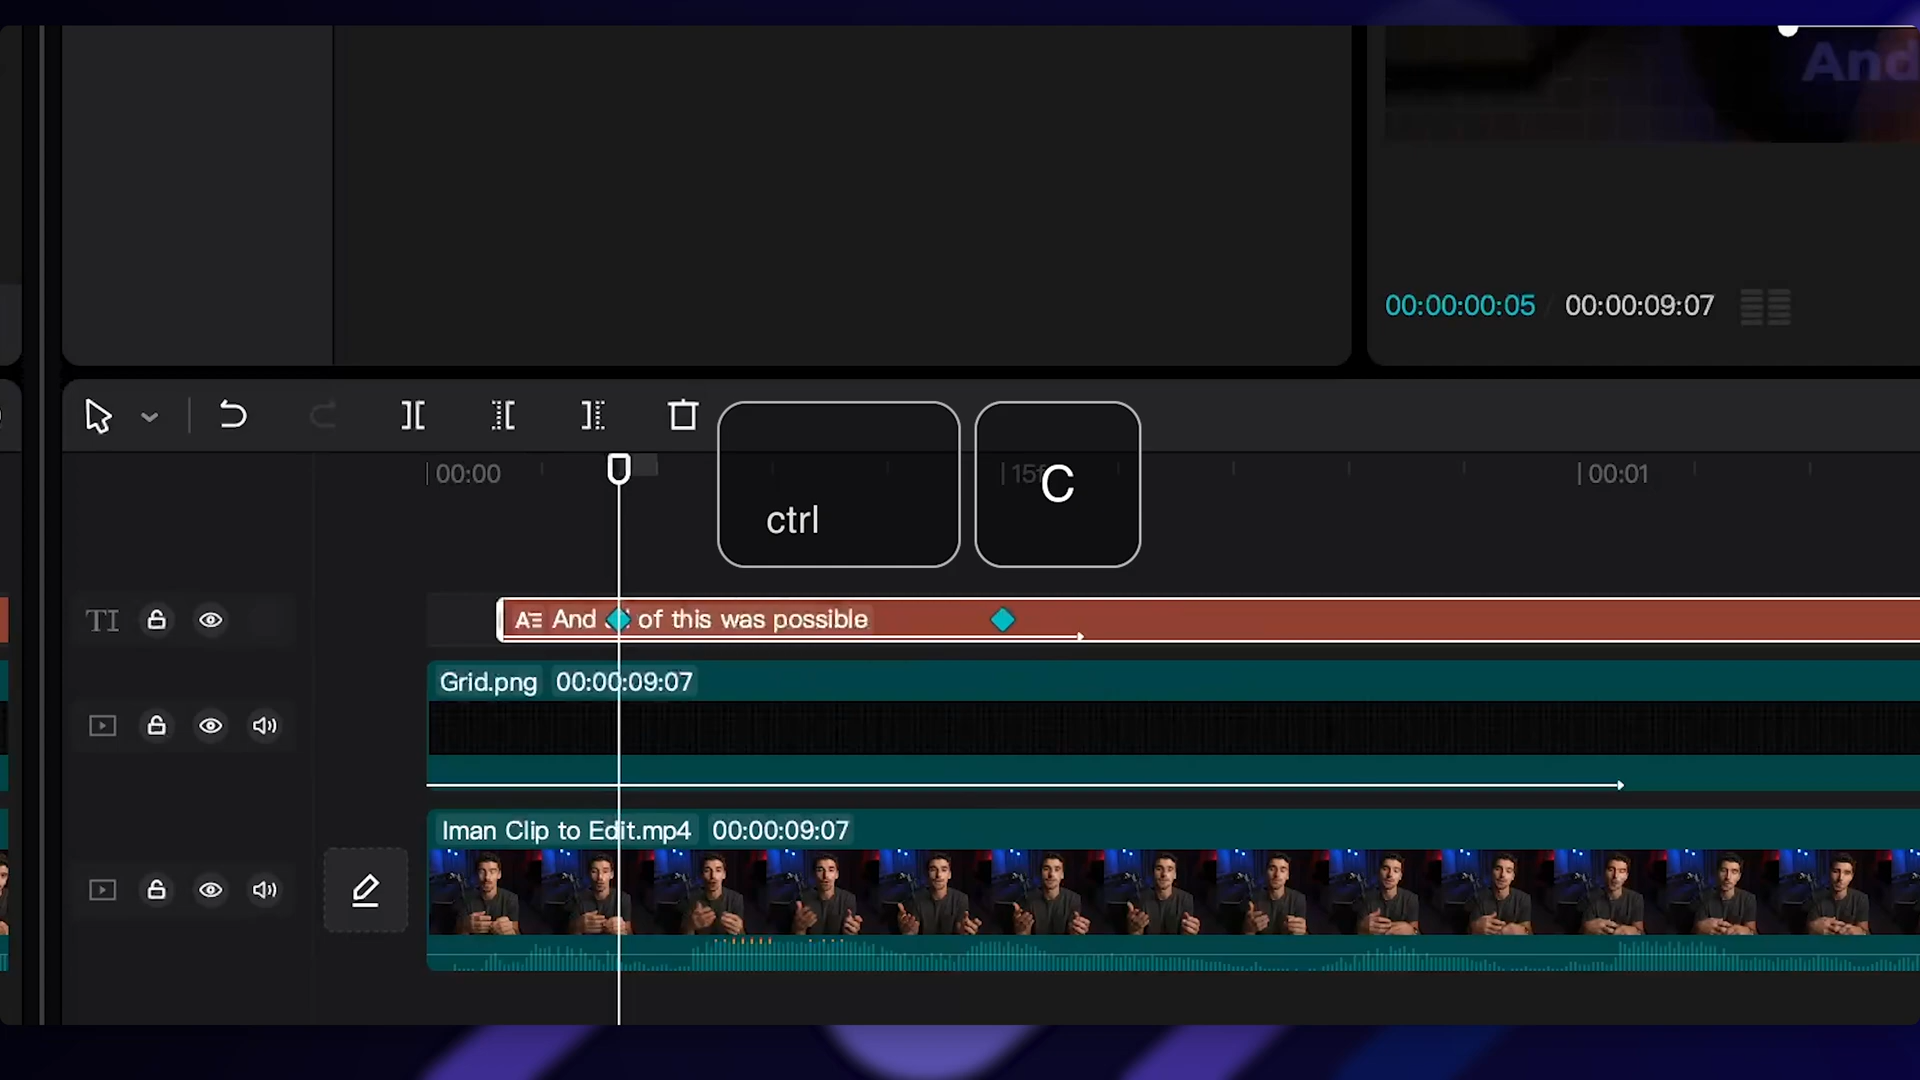 And
00:00:00:05 / 00:00:09:07
00:00
15f
00:01
ctrl
C
TI
A
And of this was possible
Grid.png 00:00:09:07
Iman Clip to Edit.mp4 00:00:09:07